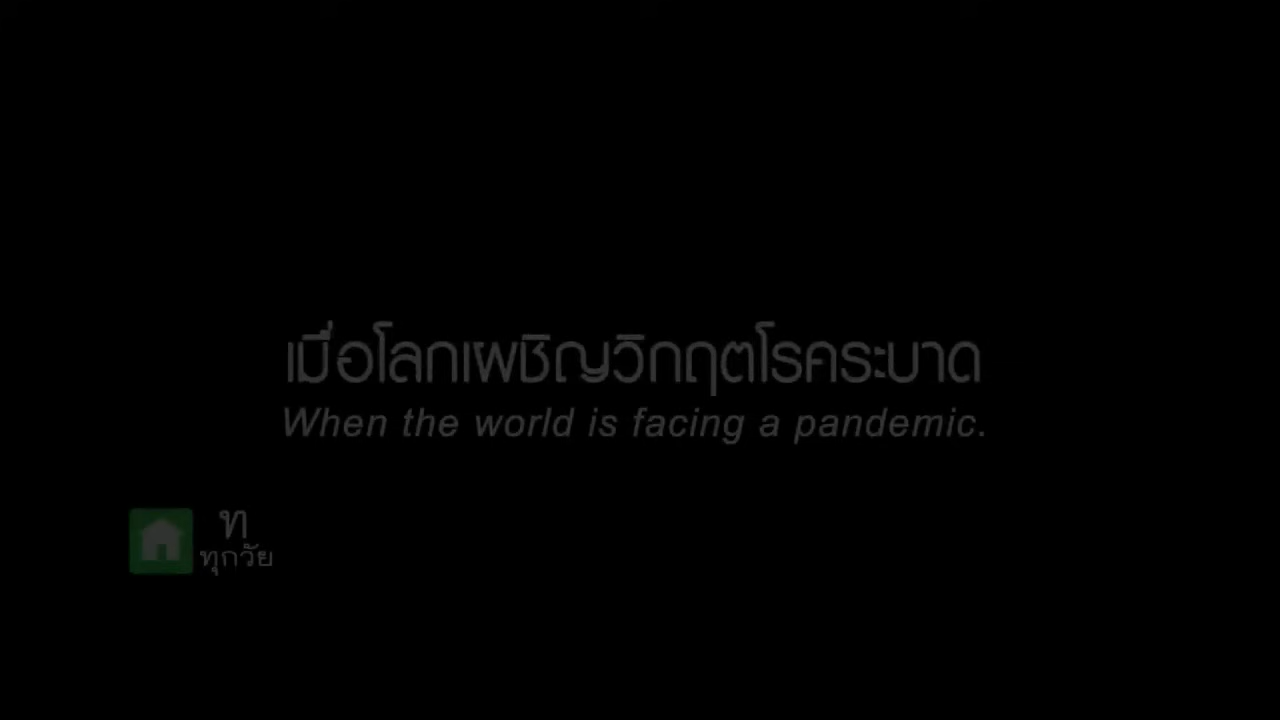 เมื่อโลกเผชิญวิกฤตโรคระบาด
When the world is facing a pandemic.
ท
ทุกวัย